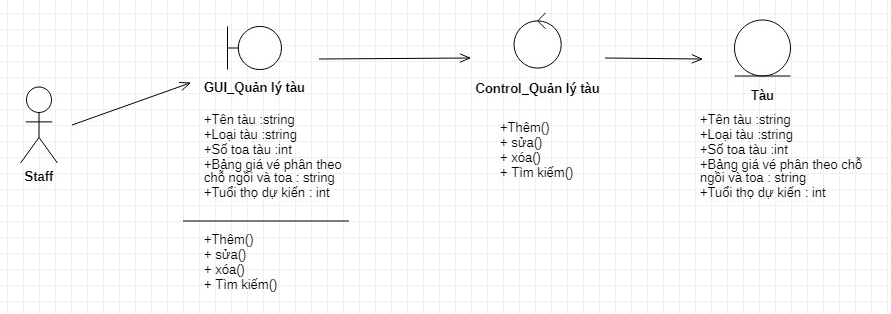 Staff
GUI_Quản lý tàu
+Tên tàu :string
+Loại tàu :string
+Số toa tàu :int
+Bảng giá vé phân theo
chỗ ngồi và toa : string
+Tuổi thọ dự kiến : int
+Thêm()
+ sửa()
+ xóa()
+ Tìm kiếm()
Control_Quản lý tàu
+Thêm()
+ sửa()
+ xóa()
+ Tìm kiếm()
Tàu
+Tên tàu :string
+Loại tàu :string
+Số toa tàu :int
+Bảng giá vé phân theo chỗ
ngồi và toa : string
+Tuổi thọ dự kiến : int